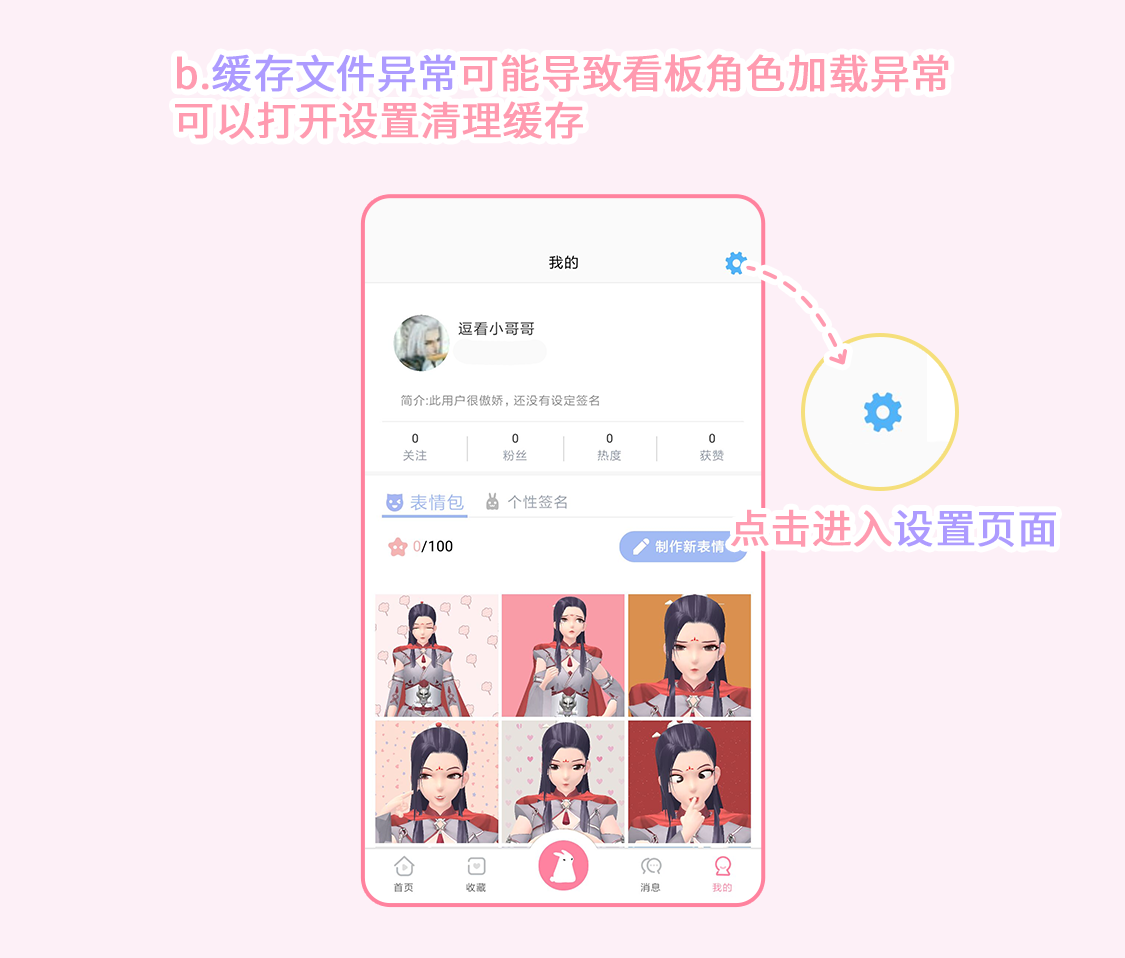 b.缓存文件异常可能导致看板角色加载异常
可以打开设置清理缓存
我的
逗看小哥哥
简介:此用户很傲娇，还没有设定签名
0 0 0 0
关注 粉丝 热度 获赞
表情包 个性签名
点击进入设置页面
0/100 制作新表情
首页 收藏 消息 我的